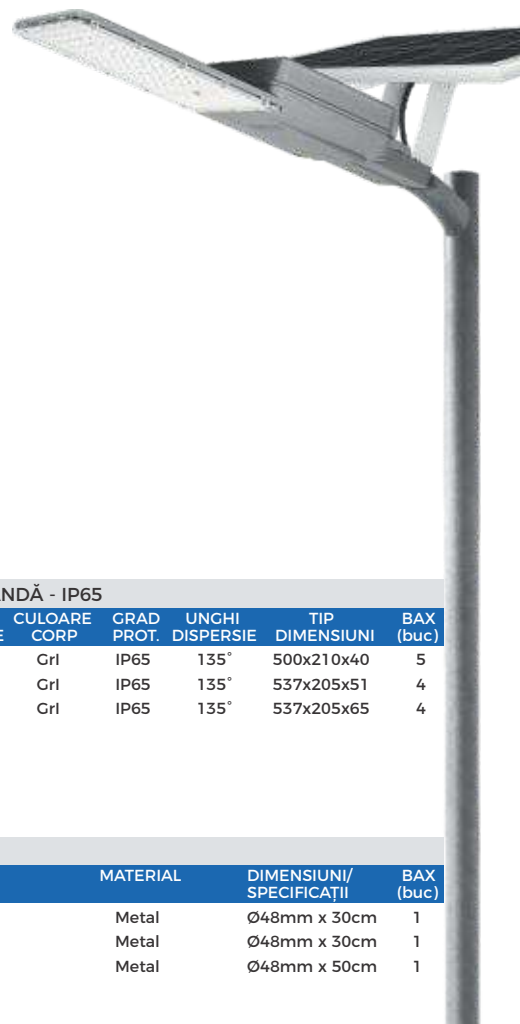 NDĂ - IP65
E CULOARE CORP GRAD PROT. UNGHI DISPERSIE TIP DIMENSIUNI BAX (buc)
GrI IP65 135° 500x210x40 5
GrI IP65 135° 537x205x51 4
GrI IP65 135° 537x205x65 4
MATERIAL DIMENSIUNI/ SPECIFICAȚII BAX (buc)
Metal Ø48mm x 30cm 1
Metal Ø48mm x 30cm 1
Metal Ø48mm x 50cm 1